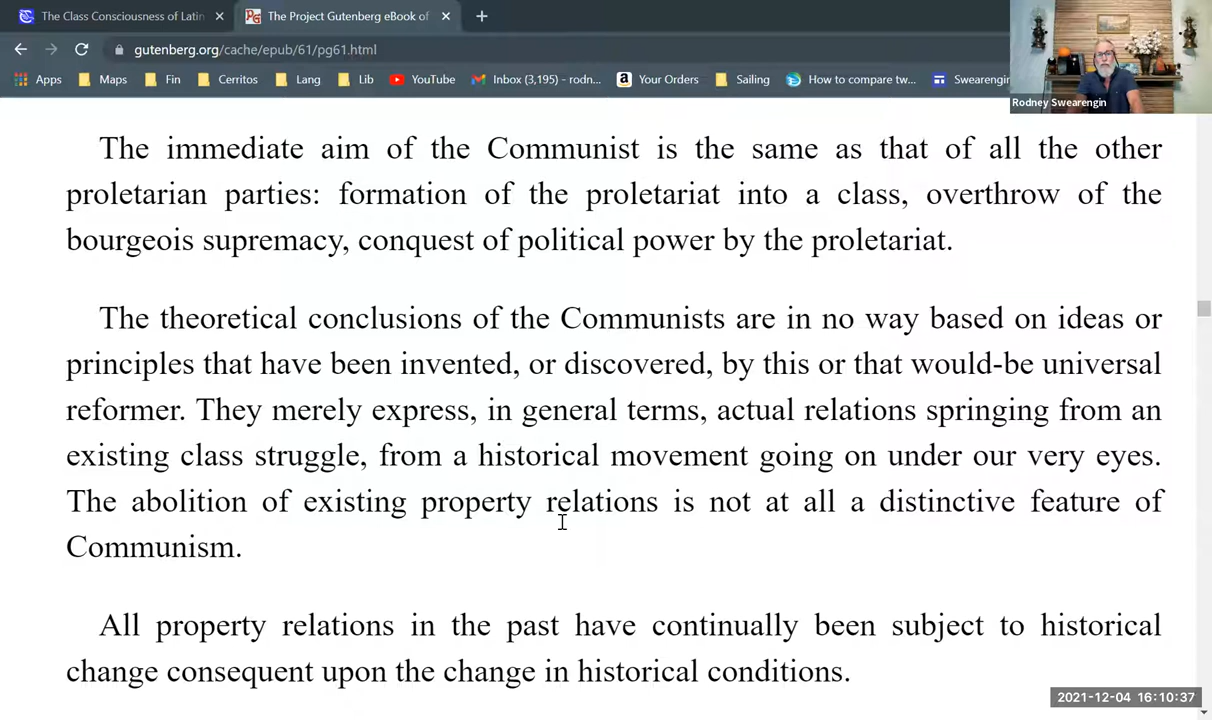 The Class Consciousness of Latin
The Project Gutenberg eBook of
gutenberg.org/cache/epub/61/pg61.html
Apps Maps Fin Cerritos Lang Lib YouTube Inbox (3,195) - rodn... Your Orders Sailing How to compare tw... Swearengin
Rodney Swearengin
The immediate aim of the Communist is the same as that of all the other
proletarian parties: formation of the proletariat into a class, overthrow of the
bourgeois supremacy, conquest of political power by the proletariat.
The theoretical conclusions of the Communists are in no way based on ideas or
principles that have been invented, or discovered, by this or that would-be universal
reformer. They merely express, in general terms, actual relations springing from an
existing class struggle, from a historical movement going on under our very eyes.
The abolition of existing property relations is not at all a distinctive feature of
Communism.
All property relations in the past have continually been subject to historical
change consequent upon the change in historical conditions.
2021-12-04 16:10:37